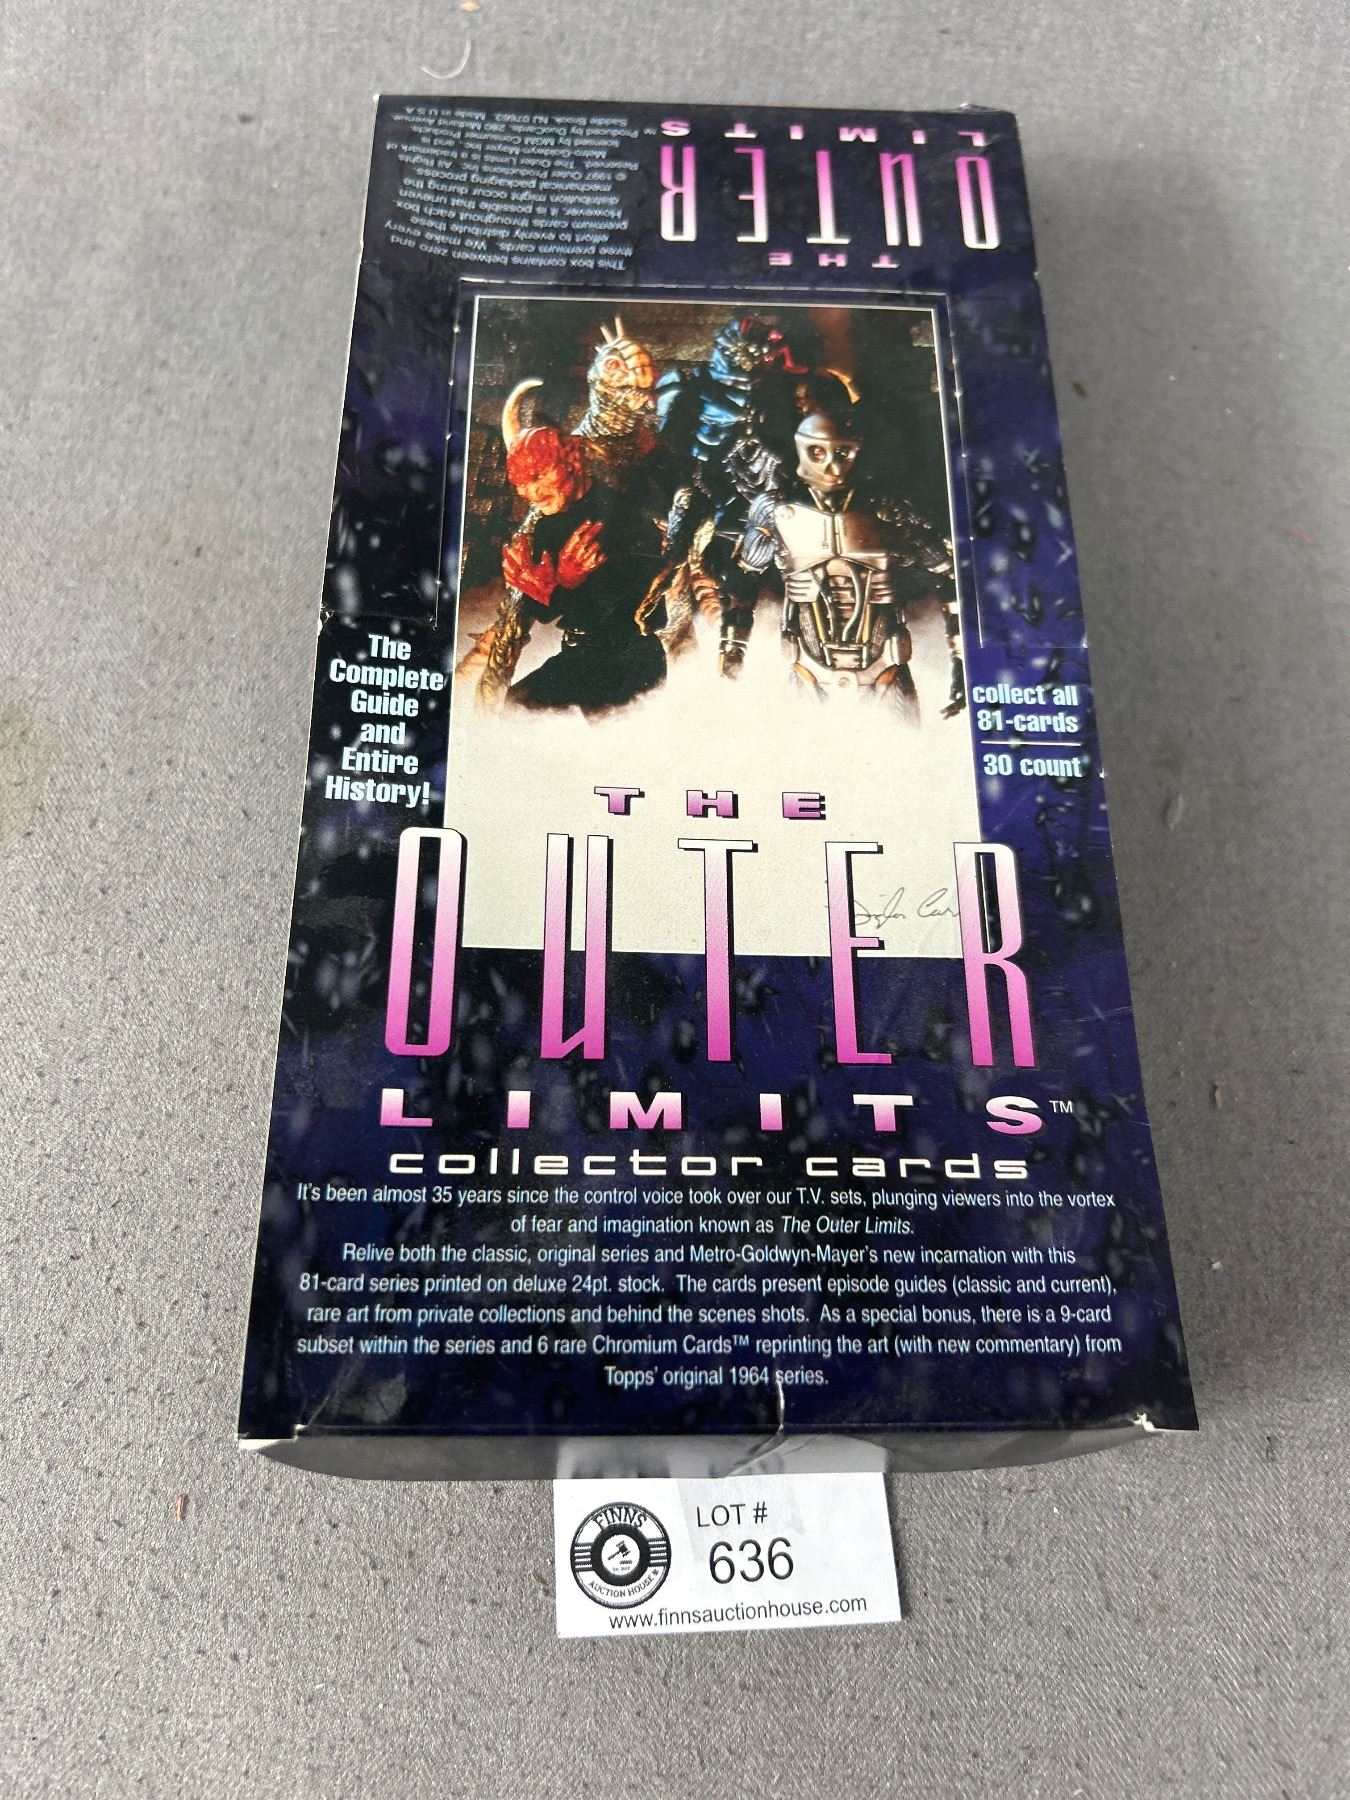 This box contains between zero and
three premium cards. We make every
effort to evenly distribute these
premium cards throughout each box.
However, it is possible that uneven
distribution might occur during the
mechanical packaging process.
© 1997 Outer Productions Inc. All Rights
Reserved. The Outer Limits is a trademark of
Metro-Goldwyn-Mayer Inc. and is
licensed by MGM Consumer Products.
Produced by DuoCards, 280 Midland Avenue,
Saddle Brook, NJ 07663. Made in U.S.A.
THE
OUTER
LIMITS
TM
The
Complete
Guide
and
Entire
History!
collect all
81-cards
30 count
THE
OUTER
LIMITS™
collector cards
It's been almost 35 years since the control voice took over our T.V. sets, plunging viewers into the vortex
of fear and imagination known as The Outer Limits.
Relive both the classic, original series and Metro-Goldwyn-Mayer's new incarnation with this
81-card series printed on deluxe 24pt. stock. The cards present episode guides (classic and current),
rare art from private collections and behind the scenes shots. As a special bonus, there is a 9-card
subset within the series and 6 rare Chromium Cards™ reprinting the art (with new commentary) from
Topps' original 1964 series.
FINNS
AUCTION HOUSE
LOT #
636
www.finnsauctionhouse.com